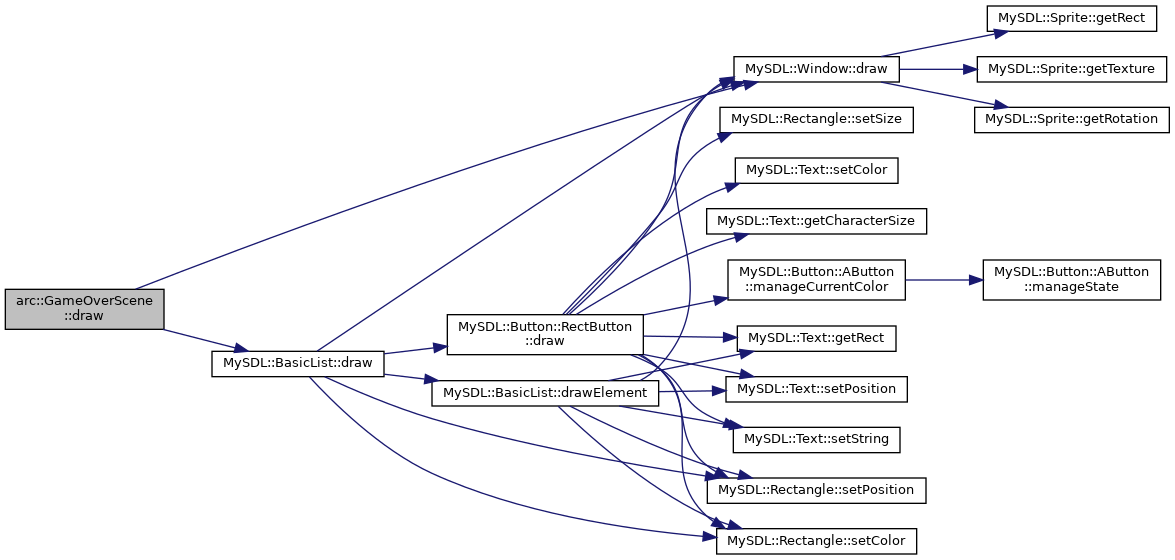 MySDL::Sprite::getRect
MySDL::Window::draw
MySDL::Sprite::getTexture
MySDL::Rectangle::setSize
MySDL::Sprite::getRotation
MySDL::Text::setColor
MySDL::Text::getCharacterSize
MySDL::Button::AButton
::manageCurrentColor
MySDL::Button::AButton
::manageState
arc::GameOverScene
::draw
MySDL::Button::RectButton
::draw
MySDL::Text::getRect
MySDL::BasicList::draw
MySDL::BasicList::drawElement
MySDL::Text::setPosition
MySDL::Text::setString
MySDL::Rectangle::setPosition
MySDL::Rectangle::setColor